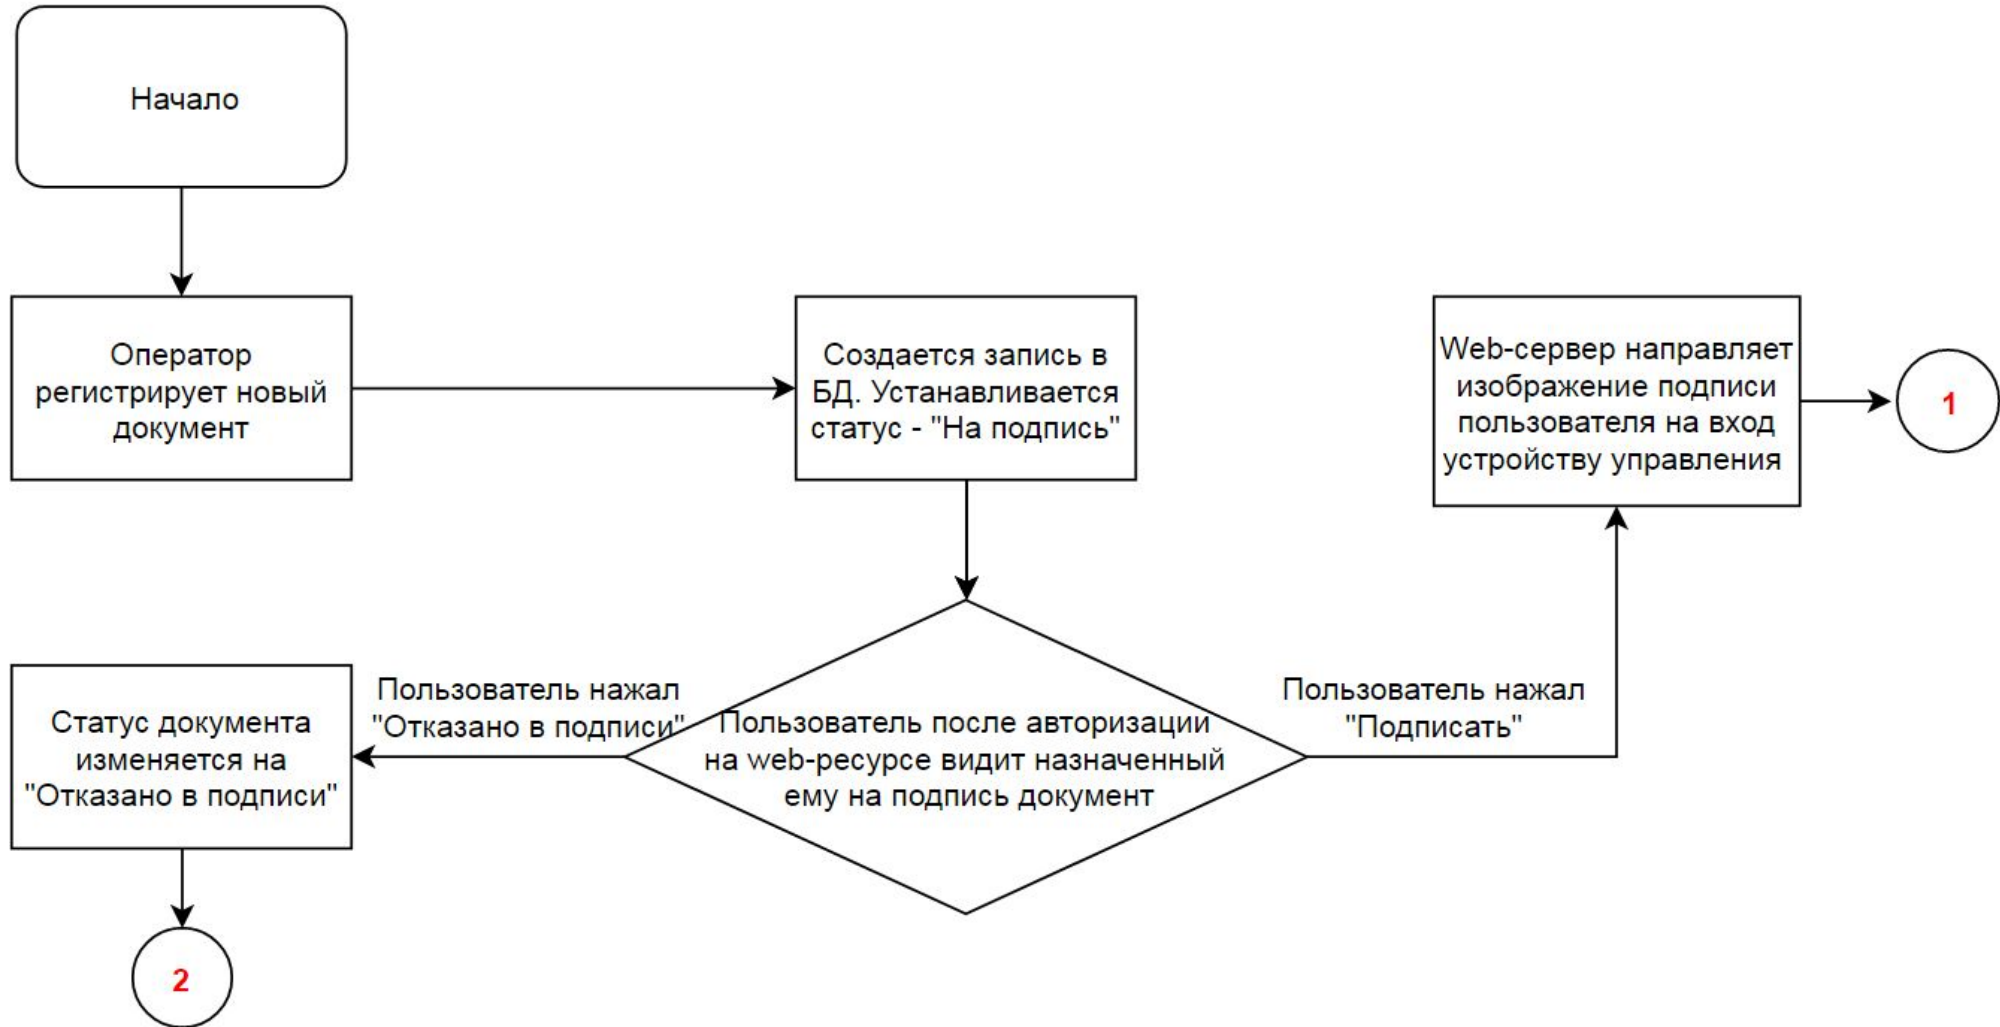 Начало
Оператор
регистрирует новый
документ
Создается запись в
БД. Устанавливается
статус - "На подпись"
Web-сервер направляет
изображение подписи
пользователя на вход
устройству управления
1
Пользователь нажал
"Отказано в подписи"
Пользователь нажал
"Подписать"
Статус документа
изменяется на
"Отказано в подписи"
Пользователь после авторизации
на web-ресурсе видит назначенный
ему на подпись документ
2